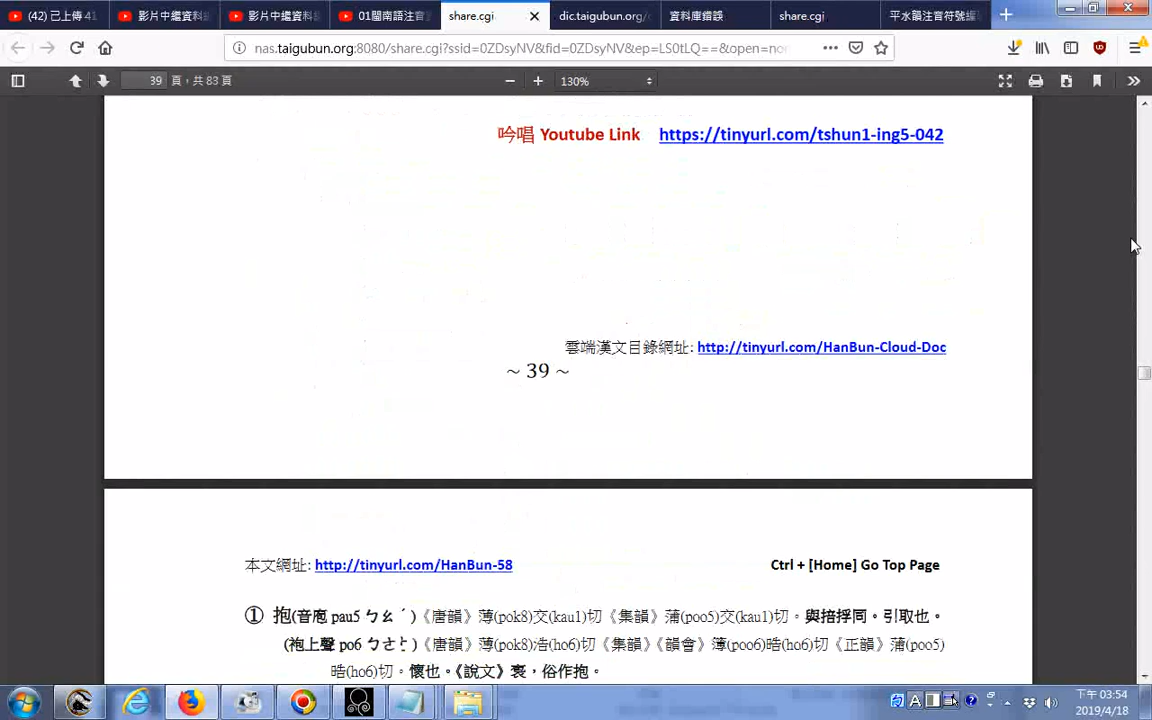 (42) 已上傳 41
影片中繼資料
影片中繼資料
01閩南語注音
share.cgi
dic.taigubun.org/
資料庫錯誤
share.cgi
平水韻注音符號
nas.taigubun.org:8080/share.cgi?ssid=0ZDsyNV&fid=0ZDsyNV&ep=LS0tLQ==&open=nor
39 頁，共 83 頁
130%
吟唱 Youtube Link https://tinyurl.com/tshun1-ing5-042
雲端漢文目錄網址: http://tinyurl.com/HanBun-Cloud-Doc
~ 39 ~
本文網址: http://tinyurl.com/HanBun-58 Ctrl + [Home] Go Top Page
① 抱(音庖 pau5 ㄅㄠˊ)《唐韻》薄(pok8)交(kau1)切《集韻》蒲(poo5)交(kau1)切。與掊捊同。引取也。
(袍上聲 po6 ㄅㄜ├)《唐韻》薄(pok8)浩(ho6)切《集韻》《韻會》簿(poo6)晧(ho6)切《正韻》蒲(poo5)
晧(ho6)切。懷也。《說文》裹，俗作抱。
下午 03:54
2019/4/18